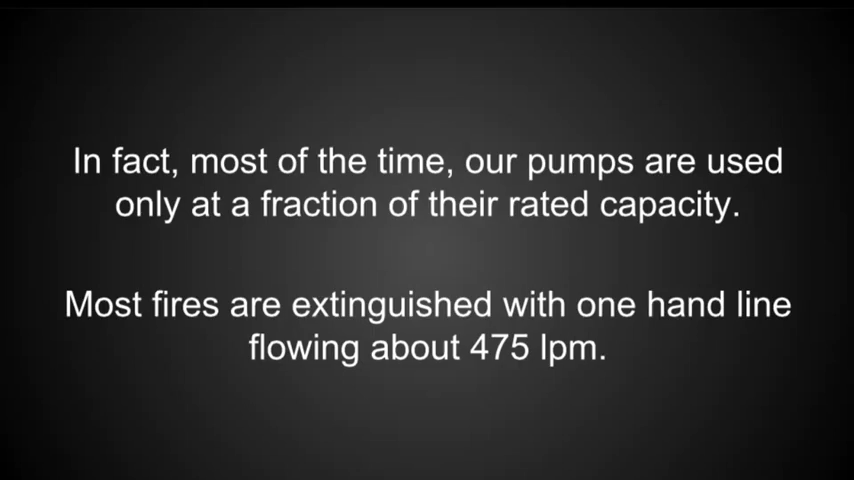 In fact, most of the time, our pumps are used
only at a fraction of their rated capacity.
Most fires are extinguished with one hand line
flowing about 475 lpm.